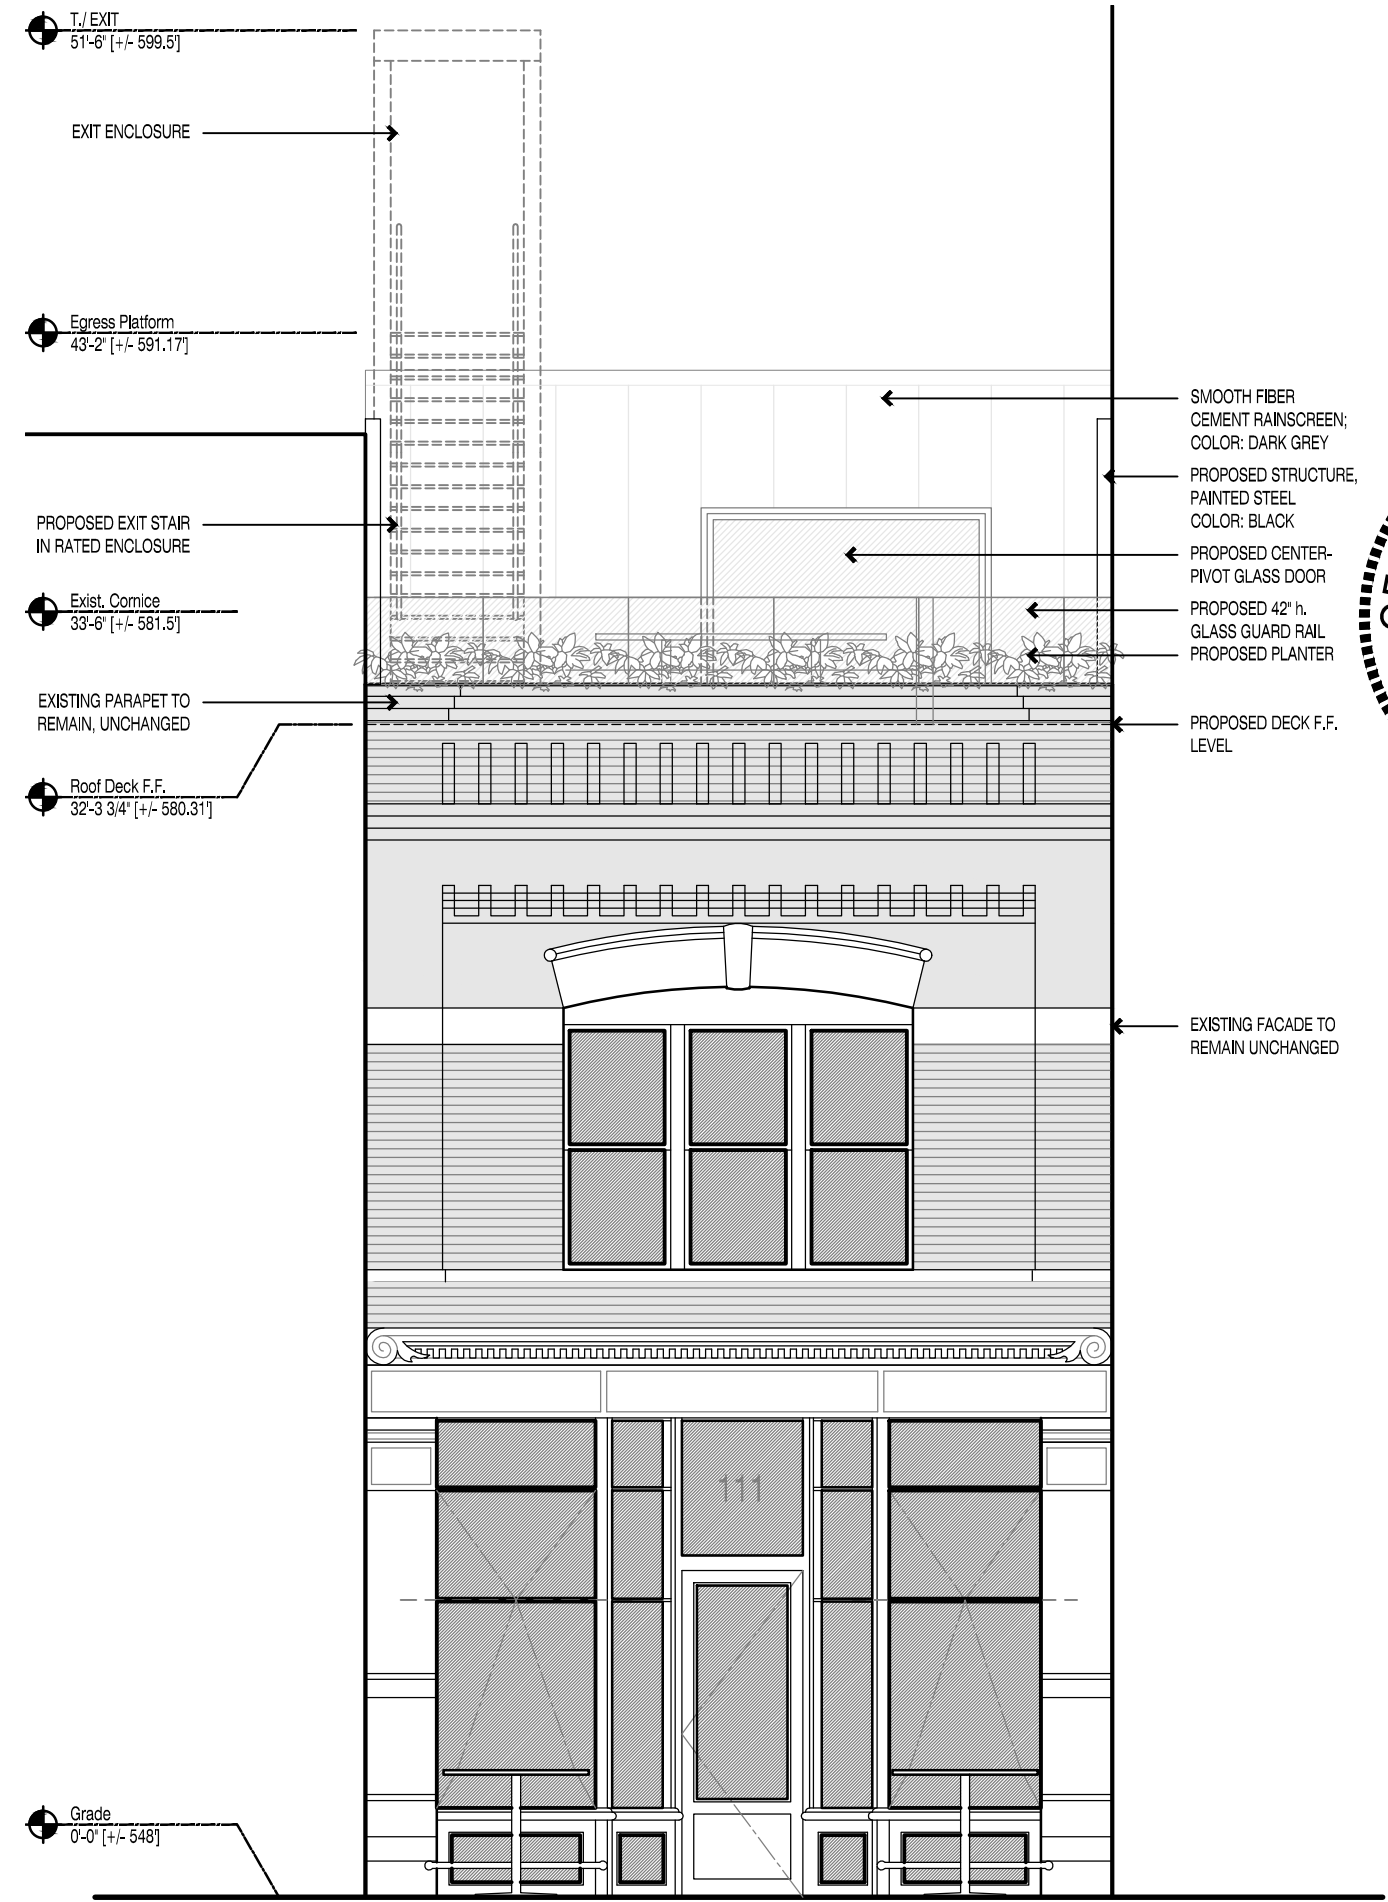 T./ EXIT
51'-6" [+/- 599.5']
EXIT ENCLOSURE
Egress Platform
43'-2" [+/- 591.17']
SMOOTH FIBER
CEMENT RAINSCREEN;
COLOR: DARK GREY
PROPOSED STRUCTURE,
PAINTED STEEL
COLOR: BLACK
PROPOSED EXIT STAIR
IN RATED ENCLOSURE
PROPOSED CENTER-
PIVOT GLASS DOOR
Exist. Cornice
33'-6" [+/- 581.5']
PROPOSED 42" h.
GLASS GUARD RAIL
PROPOSED PLANTER
EXISTING PARAPET TO
REMAIN, UNCHANGED
PROPOSED DECK F.F.
LEVEL
Roof Deck F.F.
32'-3 3/4" [+/- 580.31']
EXISTING FACADE TO
REMAIN UNCHANGED
111
Grade
0'-0" [+/- 548']